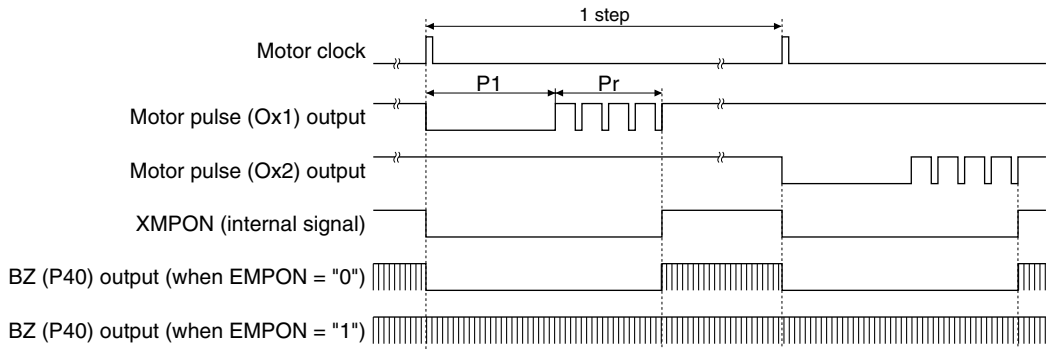 1 step
Motor clock
P1
Pr
Motor pulse (Ox1) output
Motor pulse (Ox2) output
XMPON (internal signal)
BZ (P40) output (when EMPON = "0")
BZ (P40) output (when EMPON = "1")